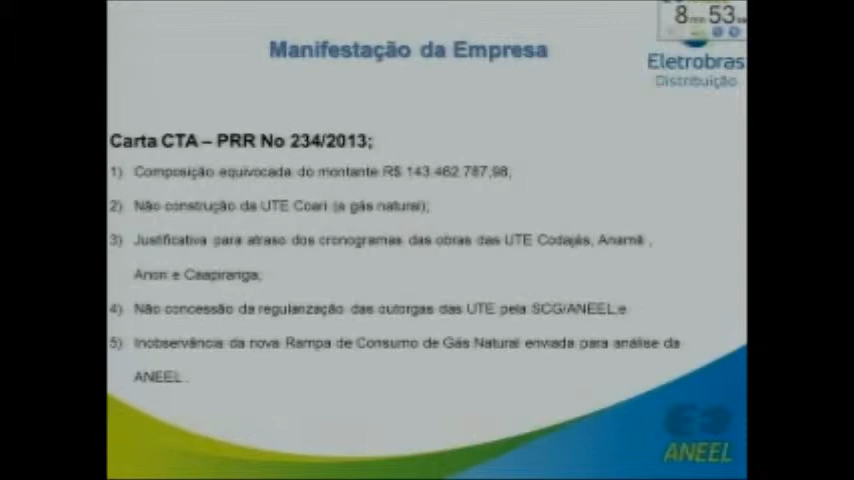 8 min 53
Manifestação da Empresa
Eletrobras
Distribuição
Carta CTA – PRR No 234/2013;
1) Composição equivocada do montante R$ 143.462.787,98;
2) Não construção da UTE Coari (a gás natural);
3) Justificativa para atraso dos cronogramas das obras das UTE Codajás, Anamã ,
Anori e Caapiranga;
4) Não concessão da regularização das outorgas das UTE pela SCG/ANEEL;e
5) Inobservância da nova Rampa de Consumo de Gás Natural enviada para análise da
ANEEL .
ANEEL